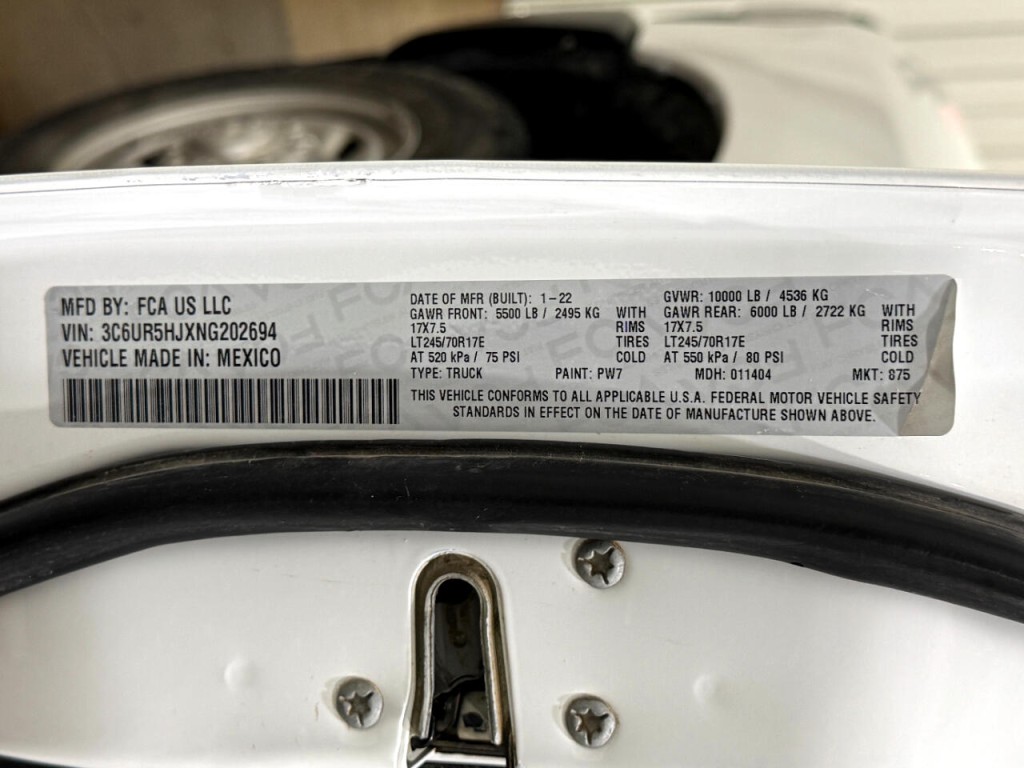 MFD BY: FCA US LLC
VIN: 3C6UR5HJXNG202694
VEHICLE MADE IN: MEXICO
DATE OF MFR (BUILT): 1-22 GVWR: 10000 LB / 4536 KG
GAWR FRONT: 5500 LB / 2495 KG WITH GAWR REAR: 6000 LB / 2722 KG WITH
17X7.5 RIMS 17X7.5 RIMS
LT245/70R17E TIRES LT245/70R17E TIRES
AT 520 kPa / 75 PSI COLD AT 550 kPa / 80 PSI COLD
TYPE: TRUCK PAINT: PW7 MDH: 011404 MKT: 875
THIS VEHICLE CONFORMS TO ALL APPLICABLE U.S.A. FEDERAL MOTOR VEHICLE SAFETY
STANDARDS IN EFFECT ON THE DATE OF MANUFACTURE SHOWN ABOVE.